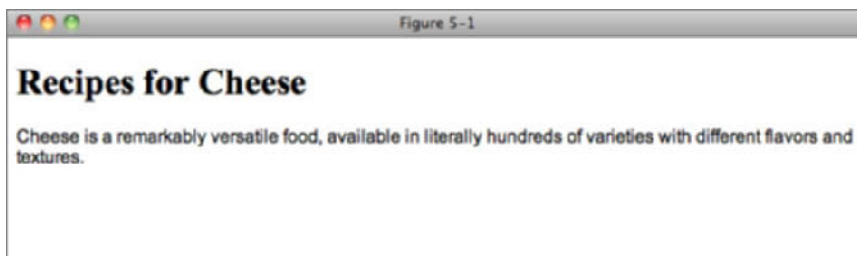 Figure 5-1
Recipes for Cheese
Cheese is a remarkably versatile food, available in literally hundreds of varieties with different flavors and
textures.